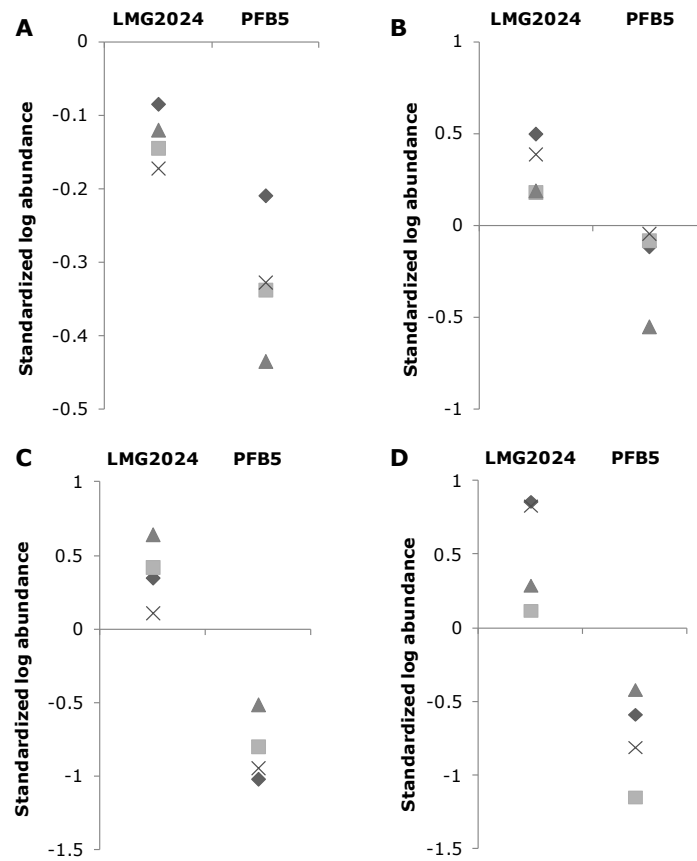 A LMG2024 PFB5
Standardized log abundance
0
-0.1
-0.2
-0.3
-0.4
-0.5
B LMG2024 PFB5
Standardized log abundance
1
0.5
0
-0.5
-1
C LMG2024 PFB5
Standardized log abundance
1
0.5
0
-0.5
-1
-1.5
D LMG2024 PFB5
Standardized log abundance
1
0.5
0
-0.5
-1
-1.5